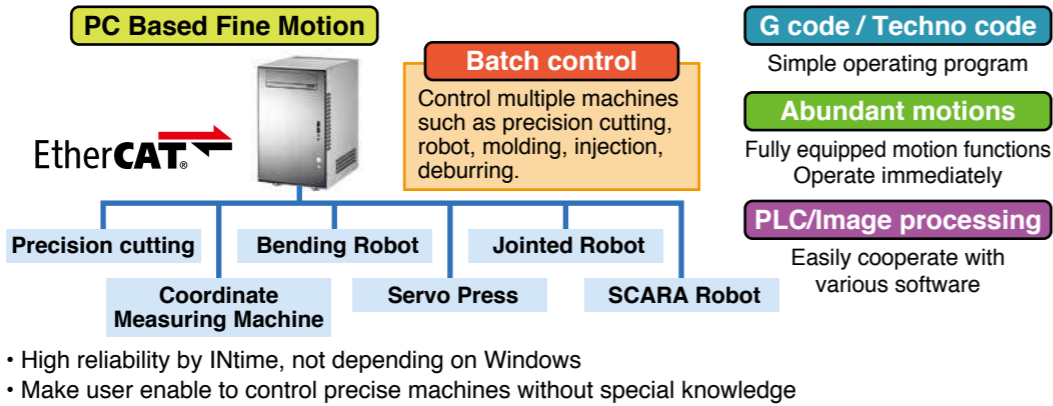 PC Based Fine Motion
EtherCAT®
Batch control
Control multiple machines
such as precision cutting,
robot, molding, injection,
deburring.
Precision cutting
Bending Robot
Jointed Robot
Coordinate
Measuring Machine
Servo Press
SCARA Robot
G code / Techno code
Simple operating program
Abundant motions
Fully equipped motion functions
Operate immediately
PLC/Image processing
Easily cooperate with
various software
• High reliability by INtime, not depending on Windows
• Make user enable to control precise machines without special knowledge